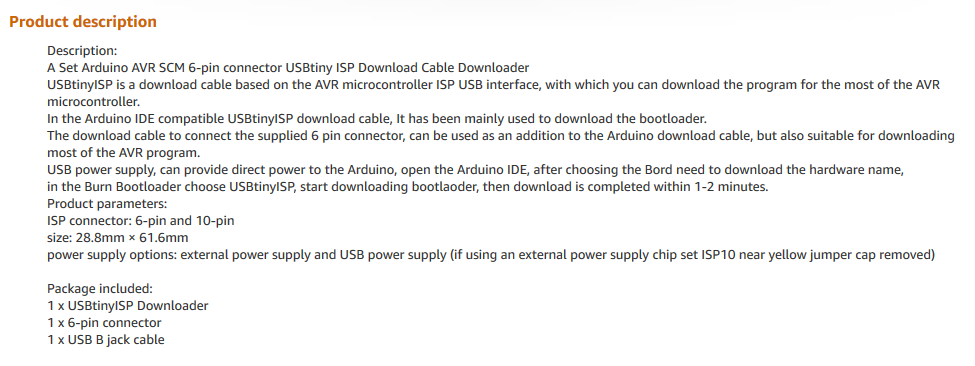 Product description
Description:
A Set Arduino AVR SCM 6-pin connector USBtiny ISP Download Cable Downloader
USBtinyISP is a download cable based on the AVR microcontroller ISP USB interface, with which you can download the program for the most of the AVR
microcontroller.
In the Arduino IDE compatible USBtinyISP download cable, It has been mainly used to download the bootloader.
The download cable to connect the supplied 6 pin connector, can be used as an addition to the Arduino download cable, but also suitable for downloading
most of the AVR program.
USB power supply, can provide direct power to the Arduino, open the Arduino IDE, after choosing the Bord need to download the hardware name,
in the Burn Bootloader choose USBtinyISP, start downloading bootlaoder, then download is completed within 1-2 minutes.
Product parameters:
ISP connector: 6-pin and 10-pin
size: 28.8mm × 61.6mm
power supply options: external power supply and USB power supply (if using an external power supply chip set ISP10 near yellow jumper cap removed)
Package included:
1 x USBtinyISP Downloader
1 x 6-pin connector
1 x USB B jack cable